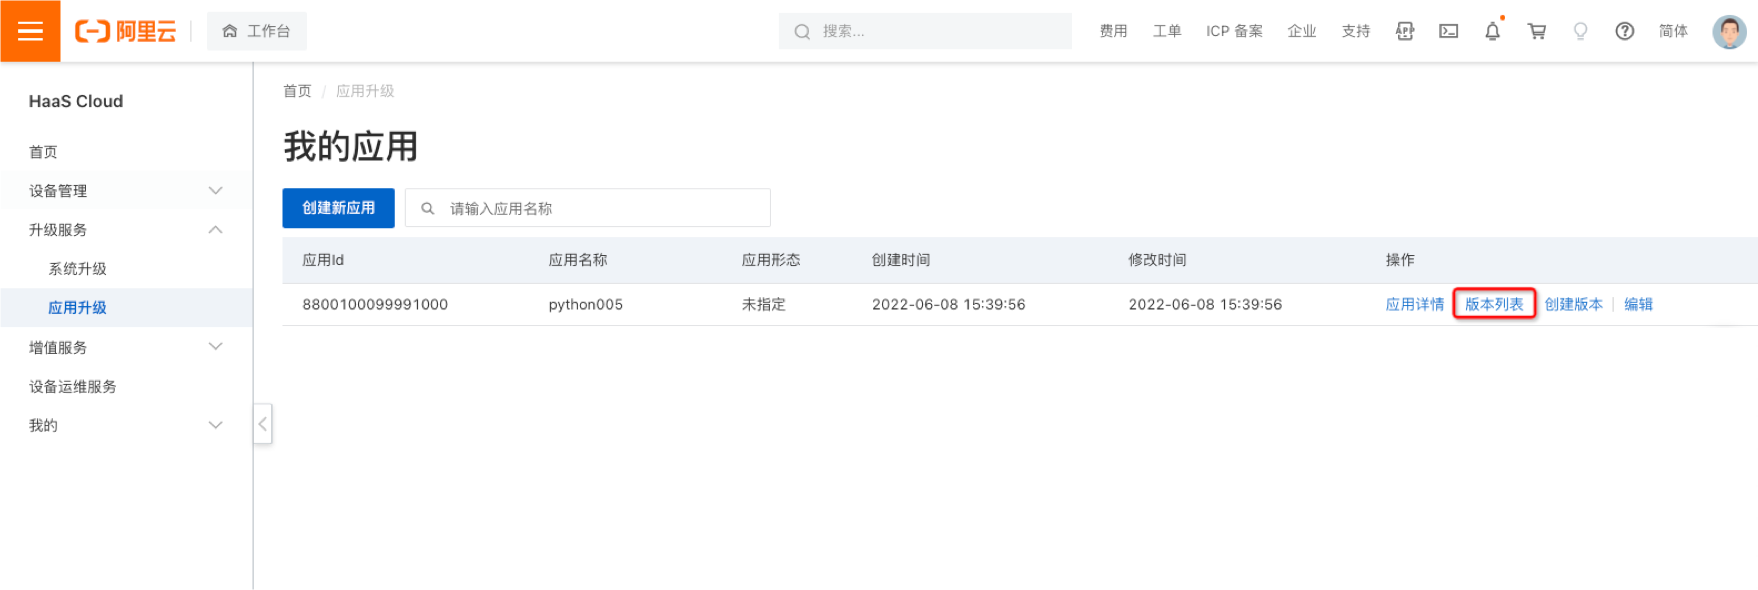 阿里云 工作台 搜索... 费用 工单 ICP 备案 企业 支持 简体
HaaS Cloud
首页
设备管理
升级服务
系统升级
应用升级
增值服务
设备运维服务
我的
首页 / 应用升级
我的应用
创建新应用 请输入应用名称
应用Id 应用名称 应用形态 创建时间 修改时间 操作
8800100099991000 python005 未指定 2022-06-08 15:39:56 2022-06-08 15:39:56 应用详情 版本列表 创建版本 | 编辑